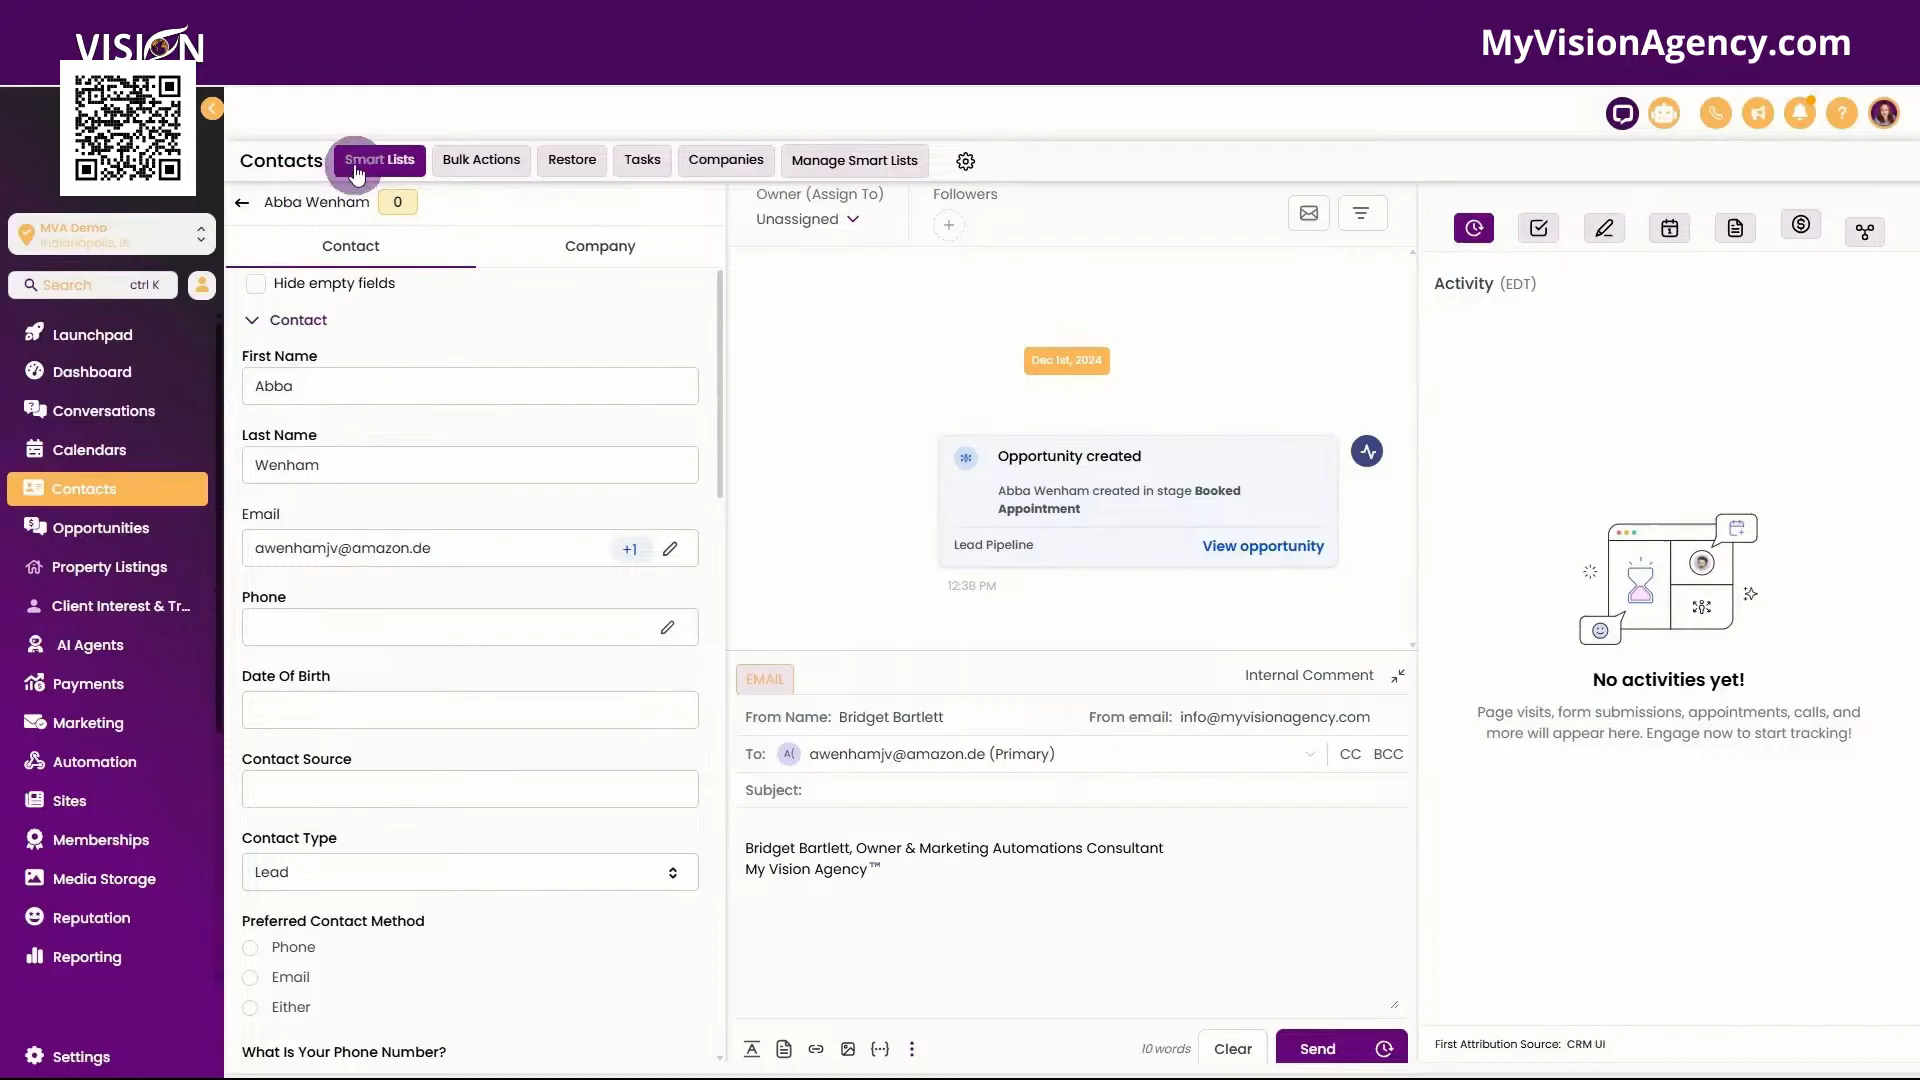 VISION
MyVisionAgency.com
Contacts
Smart Lists
Bulk Actions
Restore
Tasks
Companies
Manage Smart Lists
Abba Wenham
0
Contact
Company
Hide empty fields
Contact
First Name
Abba
Last Name
Wenham
Email
awenhamjv@amazon.de
+1
Phone
Date Of Birth
Contact Source
Contact Type
Lead
Preferred Contact Method
Phone
Email
Either
What Is Your Phone Number?
MVA Demo
Indianapolis, IN
Search
ctrl K
Launchpad
Dashboard
Conversations
Calendars
Contacts
Opportunities
Property Listings
Client Interest & Tr...
AI Agents
Payments
Marketing
Automation
Sites
Memberships
Media Storage
Reputation
Reporting
Settings
Owner (Assign To)
Unassigned
Followers
Dec 1st, 2024
Opportunity created
Abba Wenham created in stage Booked
Appointment
Lead Pipeline
View opportunity
12:38 PM
EMAIL
Internal Comment
From Name: Bridget Bartlett
From email: info@myvisionagency.com
To: A( awenhamjv@amazon.de (Primary)
CC BCC
Subject:
Bridget Bartlett, Owner & Marketing Automations Consultant
My Vision Agency™
10 words
Clear
Send
Activity (EDT)
No activities yet!
Page visits, form submissions, appointments, calls, and
more will appear here. Engage now to start tracking!
First Attribution Source: CRM UI